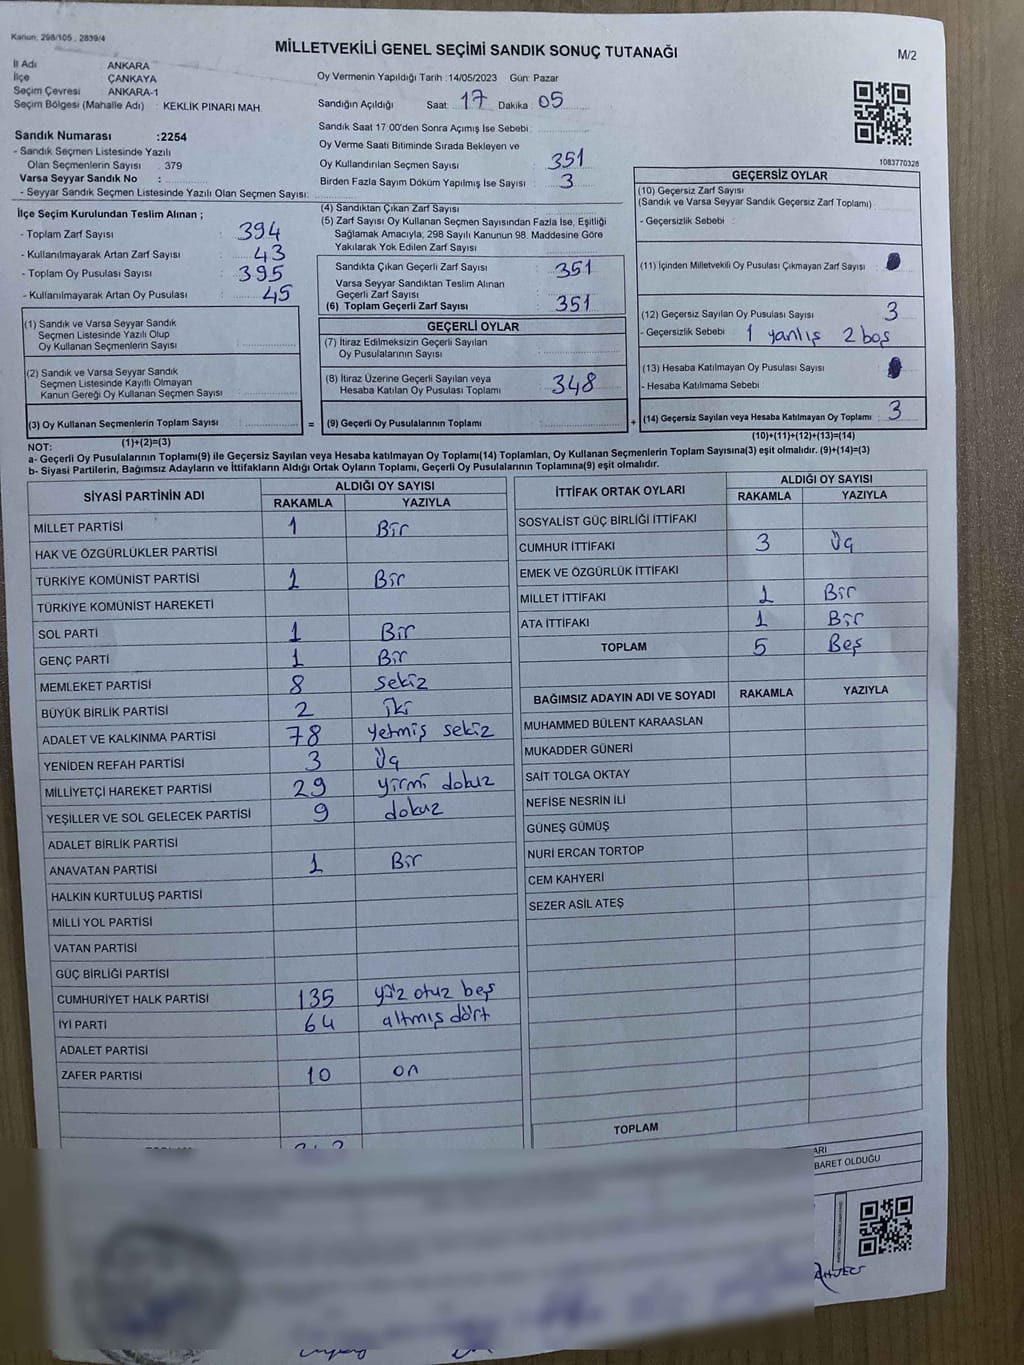 Kanun: 298/105 , 2839/4
MİLLETVEKİLİ GENEL SEÇİMİ SANDIK SONUÇ TUTANAĞI
M/2
İl Adı : ANKARA
İlçe ÇANKAYA
Seçim Çevresi ANKARA-1
Seçim Bölgesi (Mahalle Adı) : KEKLİK PINARI MAH.
Oy Vermenin Yapıldığı Tarih :14/05/2023 Gün: Pazar
Sandığın Açıldığı Saat: 17 Dakika : 05
Sandık Saat 17:00'den Sonra Açımış İse Sebebi :
Oy Verme Saati Bitiminde Sırada Bekleyen ve
Oy Kullandırılan Seçmen Sayısı : 351
Birden Fazla Sayım Döküm Yapılmış İse Sayısı : 3
Sandık Numarası :2254
- Sandık Seçmen Listesinde Yazılı
Olan Seçmenlerin Sayısı : 379
Varsa Seyyar Sandık No :
- Seyyar Sandık Seçmen Listesinde Yazılı Olan Seçmen Sayısı:
1083770328
İlçe Seçim Kurulundan Teslim Alınan ;
- Toplam Zarf Sayısı : 394
- Kullanılmayarak Artan Zarf Sayısı : 43
- Toplam Oy Pusulası Sayısı : 395
- Kullanılmayarak Artan Oy Pusulası : 45
(1) Sandık ve Varsa Seyyar Sandık
Seçmen Listesinde Yazılı Olup
Oy Kullanan Seçmenlerin Sayısı :
(2) Sandık ve Varsa Seyyar Sandık
Seçmen Listesinde Kayıtlı Olmayan
Kanun Gereği Oy Kullanan Seçmen Sayısı :
(3) Oy Kullanan Seçmenlerin Toplam Sayısı :
(1)+(2)=(3)
(4) Sandıktan Çıkan Zarf Sayısı :
(5) Zarf Sayısı Oy Kullanan Seçmen Sayısından Fazla İse, Eşitliği
Sağlamak Amacıyla, 298 Sayılı Kanunun 98. Maddesine Göre
Yakılarak Yok Edilen Zarf Sayısı :
Sandıkta Çıkan Geçerli Zarf Sayısı : 351
Varsa Seyyar Sandıktan Teslim Alınan
Geçerli Zarf Sayısı
(6) Toplam Geçerli Zarf Sayısı : 351
GEÇERLİ OYLAR
(7) İtiraz Edilmeksizin Geçerli Sayılan
Oy Pusulalarının Sayısı :
(8) İtiraz Üzerine Geçerli Sayılan veya
Hesaba Katılan Oy Pusulası Toplamı : 348
= (9) Geçerli Oy Pusulalarının Toplamı :
GEÇERSİZ OYLAR
(10) Geçersiz Zarf Sayısı
(Sandık ve Varsa Seyyar Sandık Geçersiz Zarf Toplamı) :
- Geçersizlik Sebebi :
(11) İçinden Milletvekili Oy Pusulası Çıkmayan Zarf Sayısı :
(12) Geçersiz Sayılan Oy Pusulası Sayısı : 3
- Geçersizlik Sebebi : 1 yanlış 2 boş
(13) Hesaba Katılmayan Oy Pusulası Sayısı :
- Hesaba Katılmama Sebebi :
+ (14) Geçersiz Sayılan veya Hesaba Katılmayan Oy Toplamı : 3
(10)+(11)+(12)+(13)=(14)
NOT:
a- Geçerli Oy Pusulalarının Toplamı(9) ile Geçersiz Sayılan veya Hesaba katılmayan Oy Toplamı(14) Toplamları, Oy Kullanan Seçmenlerin Toplam Sayısına(3) eşit olmalıdır. (9)+(14)=(3)
b- Siyasi Partilerin, Bağımsız Adayların ve İttifakların Aldığı Ortak Oyların Toplamı, Geçerli Oy Pusulalarının Toplamına(9) eşit olmalıdır.
SİYASİ PARTİNİN ADI ALDIĞI OY SAYISI
RAKAMLA YAZIYLA
MİLLET PARTİSİ 1 Bir
HAK VE ÖZGÜRLÜKLER PARTİSİ
TÜRKİYE KOMÜNİST PARTİSİ 1 Bir
TÜRKİYE KOMÜNİST HAREKETİ
SOL PARTİ 1 Bir
GENÇ PARTİ 1 Bir
MEMLEKET PARTİSİ 8 sekiz
BÜYÜK BİRLİK PARTİSİ 2 iki
ADALET VE KALKINMA PARTİSİ 78 yetmiş sekiz
YENİDEN REFAH PARTİSİ 3 Üç
MİLLİYETÇİ HAREKET PARTİSİ 29 yirmi dokuz
YEŞİLLER VE SOL GELECEK PARTİSİ 9 dokuz
ADALET BİRLİK PARTİSİ
ANAVATAN PARTİSİ 1 Bir
HALKIN KURTULUŞ PARTİSİ
MİLLİ YOL PARTİSİ
VATAN PARTİSİ
GÜÇ BİRLİĞİ PARTİSİ
CUMHURİYET HALK PARTİSİ 135 yüz otuz beş
İYİ PARTİ 64 altmış dört
ADALET PARTİSİ
ZAFER PARTİSİ 10 on
İTTİFAK ORTAK OYLARI ALDIĞI OY SAYISI
RAKAMLA YAZIYLA
SOSYALİST GÜÇ BİRLİĞİ İTTİFAKI
CUMHUR İTTİFAKI 3 Üç
EMEK VE ÖZGÜRLÜK İTTİFAKI
MİLLET İTTİFAKI 1 Bir
ATA İTTİFAKI 1 Bir
TOPLAM 5 Beş
BAĞIMSIZ ADAYIN ADI VE SOYADI RAKAMLA YAZIYLA
MUHAMMED BÜLENT KARAASLAN
MUKADDER GÜNERİ
SAİT TOLGA OKTAY
NEFİSE NESRİN İLİ
GÜNEŞ GÜMÜŞ
NURİ ERCAN TORTOP
CEM KAHYERİ
SEZER ASİL ATEŞ
TOPLAM
BARET OLDUĞU